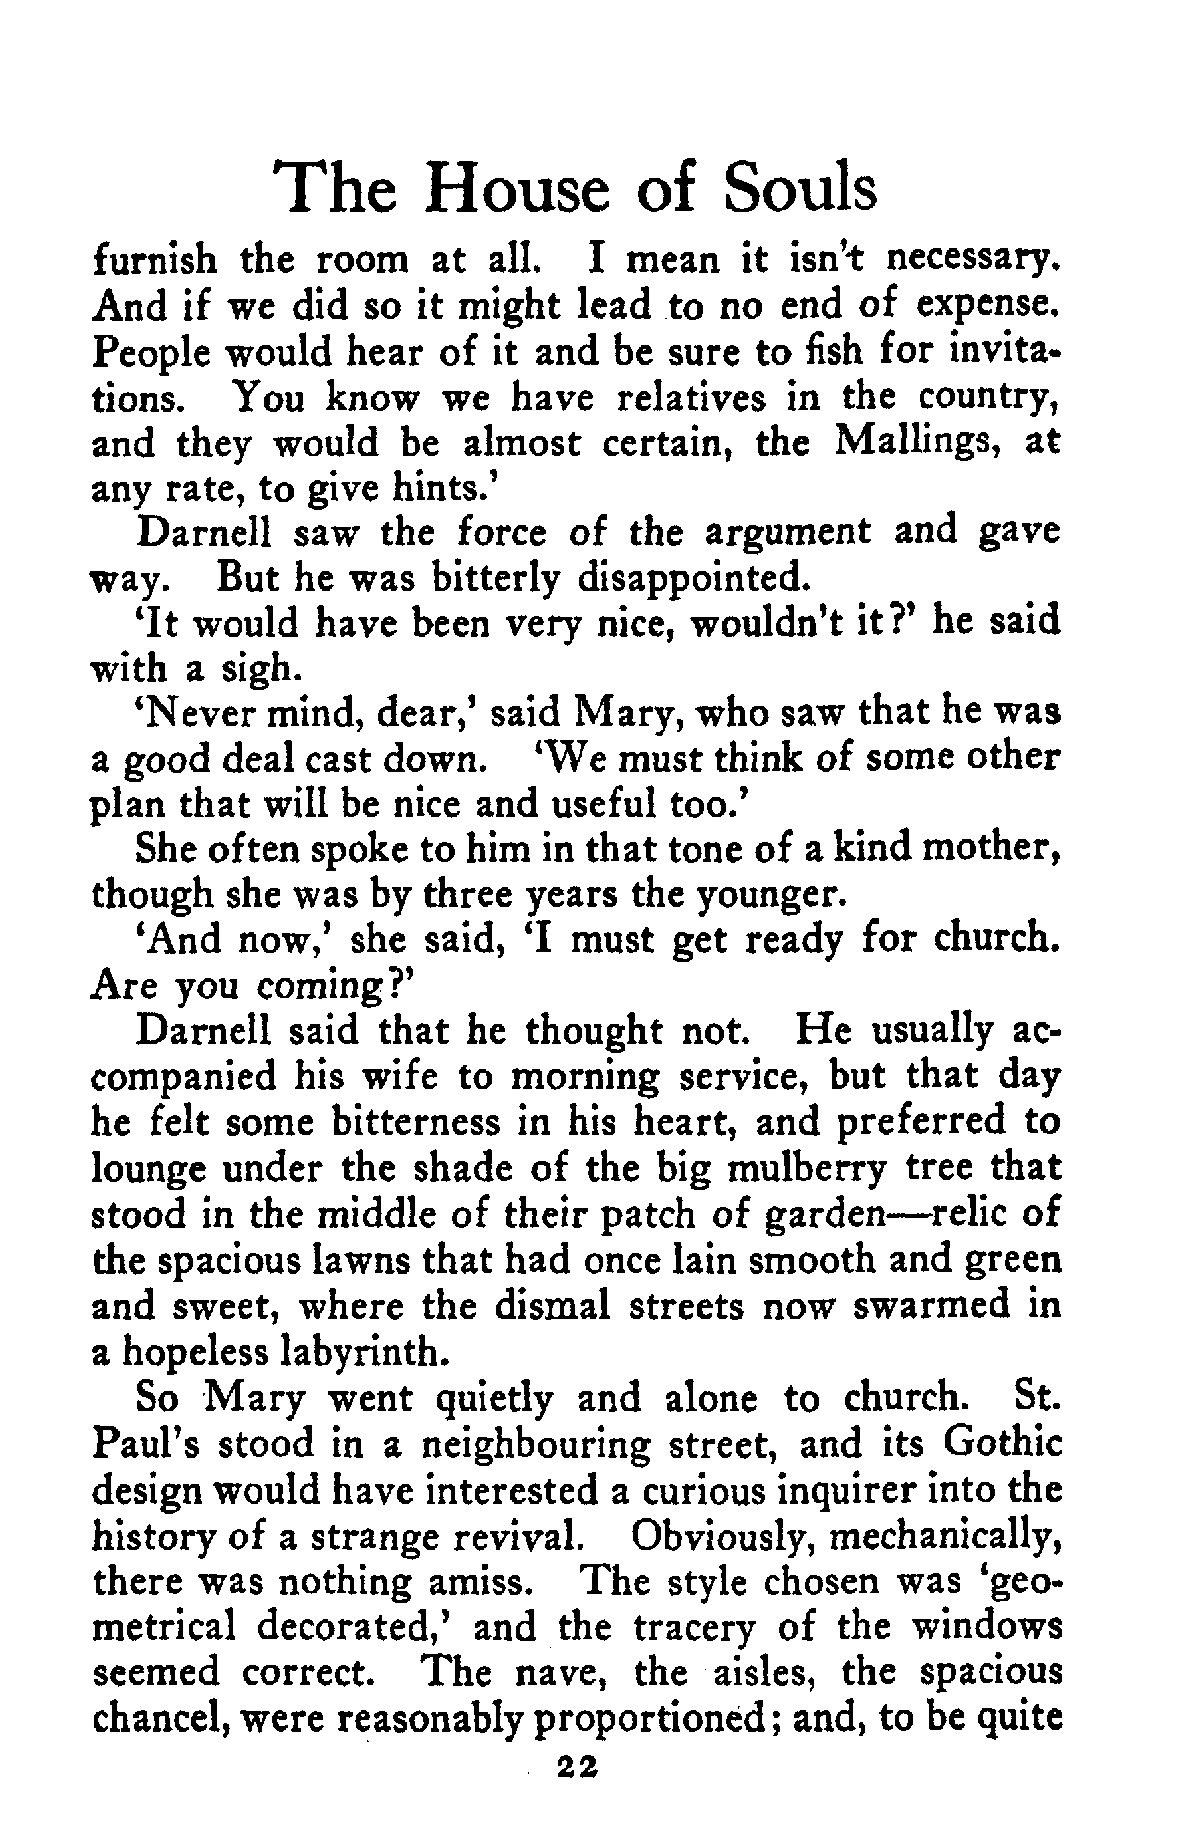 The House of Souls
furnish the room at all. I mean it isn't necessary.
And if we did so it might lead to no end of expense.
People would hear of it and be sure to fish for invita-
tions. You know we have relatives in the country,
and they would be almost certain, the Mallings, at
any rate, to give hints.’
Darnell saw the force of the argument and gave
way. But he was bitterly disappointed.
‘It would have been very nice, wouldn’t it?’ he said
with a sigh.
‘Never mind, dear,’ said Mary, who saw that he was
a good deal cast down. ‘We must think of some other
plan that will be nice and useful too.’
She often spoke to him in that tone of a kind mother,
though she was by three years the younger.
‘And now,’ she said, ‘I must get ready for church.
Are you coming?’
Darnell said that he thought not. He usually ac-
companied his wife to morning service, but that day
he felt some bitterness in his heart, and preferred to
lounge under the shade of the big mulberry tree that
stood in the middle of their patch of garden—relic of
the spacious lawns that had once lain smooth and green
and sweet, where the dismal streets now swarmed in
a hopeless labyrinth.
So Mary went quietly and alone to church. St.
Paul’s stood in a neighbouring street, and its Gothic
design would have interested a curious inquirer into the
history of a strange revival. Obviously, mechanically,
there was nothing amiss. The style chosen was ‘geo-
metrical decorated,’ and the tracery of the windows
seemed correct. The nave, the aisles, the spacious
chancel, were reasonably proportioned; and, to be quite
22